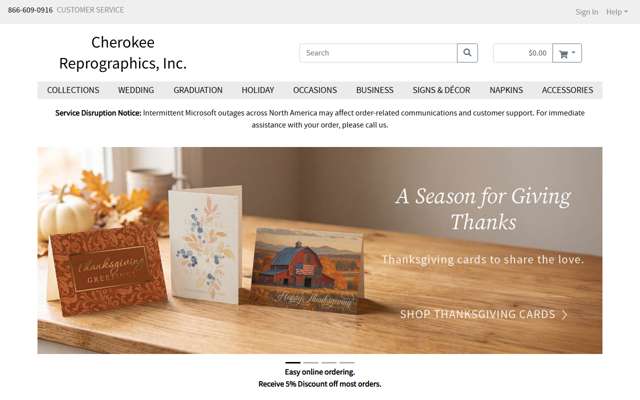 866-609-0916 CUSTOMER SERVICE
Sign In Help
Cherokee
Reprographics, Inc.
Search
$0.00
COLLECTIONS WEDDING GRADUATION HOLIDAY OCCASIONS BUSINESS SIGNS & DÉCOR NAPKINS ACCESSORIES
Service Disruption Notice: Intermittent Microsoft outages across North America may affect order-related communications and customer support. For immediate
assistance with your order, please call us.
A Season for Giving
Thanks
Thanksgiving cards to share the love.
SHOP THANKSGIVING CARDS
thanksgiving
GREETINGS
Happy Thanksgiving
Easy online ordering.
Receive 5% Discount off most orders.